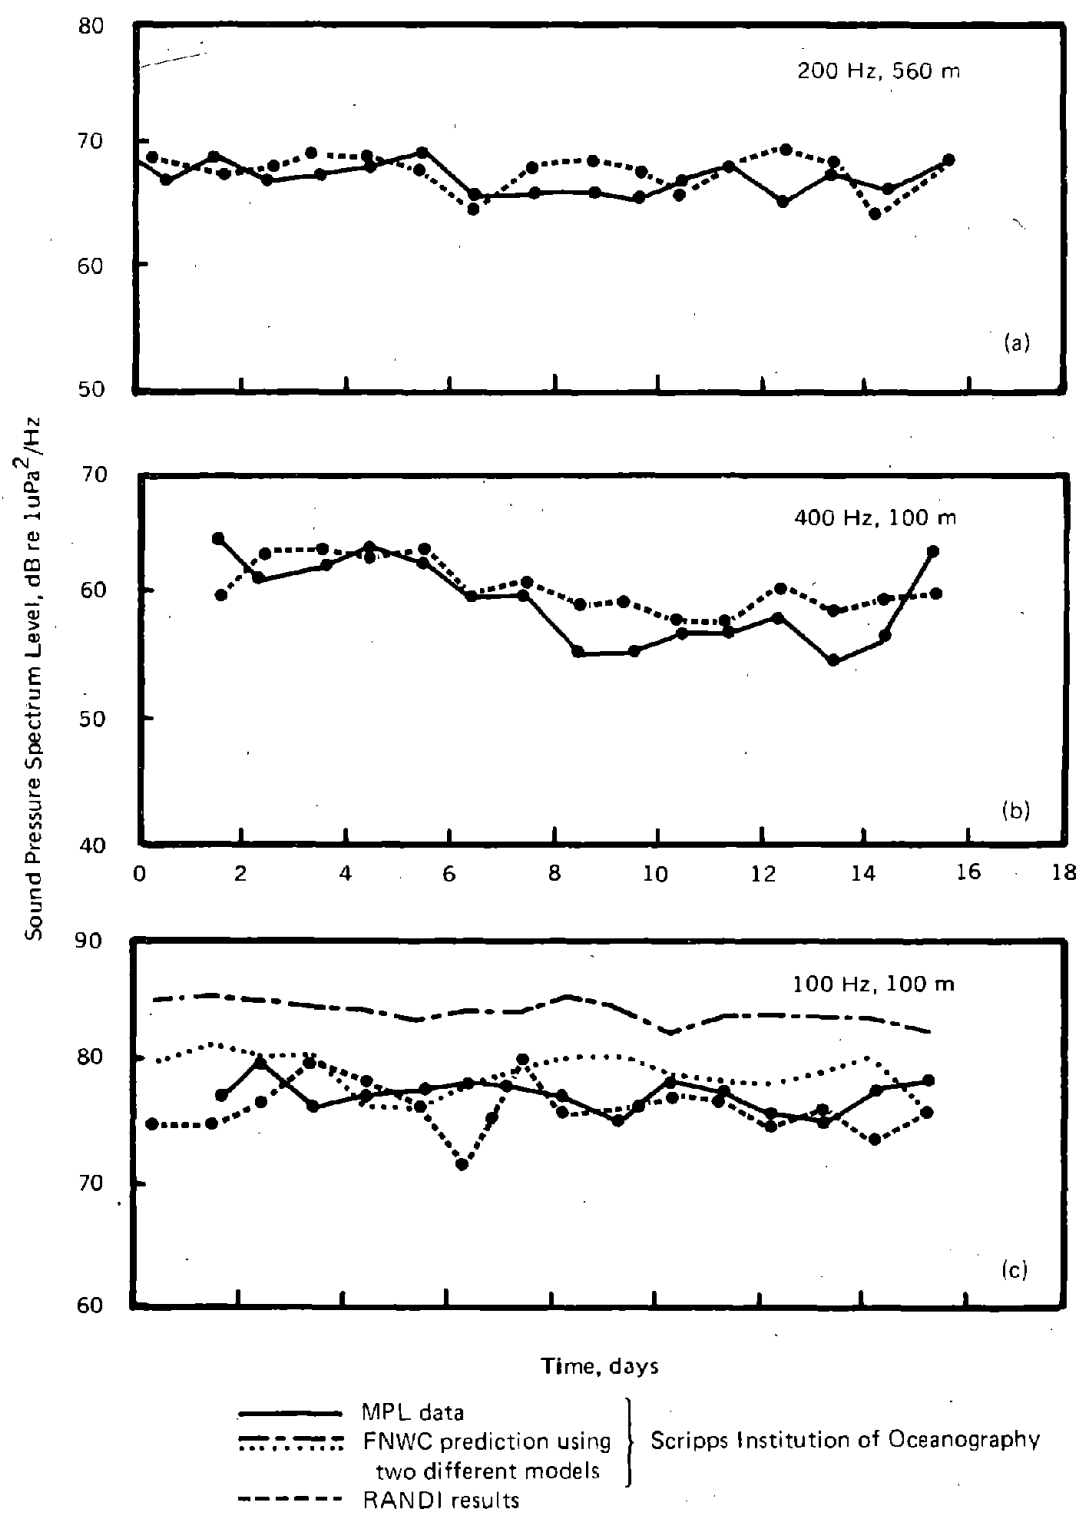 80
200 Hz, 560 m
70
60
(a)
50
Sound Pressure Spectrum Level, dB re 1uPa2/Hz
70
400 Hz, 100 m
60
50
(b)
40
0 2 4 6 8 10 12 14 16 18
90
100 Hz, 100 m
80
70
(c)
60
Time, days
MPL data
FNWC prediction using
two different models
Scripps Institution of Oceanography
RANDI results